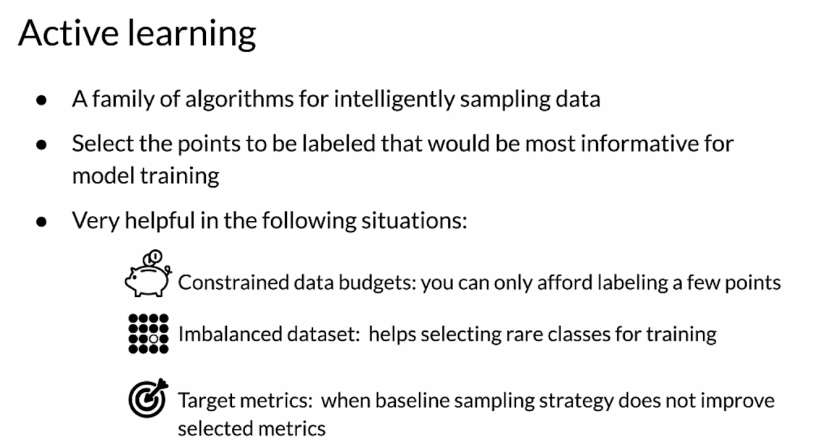 Active learning
● A family of algorithms for intelligently sampling data
● Select the points to be labeled that would be most informative for
model training
● Very helpful in the following situations:
Constrained data budgets: you can only afford labeling a few points
Imbalanced dataset: helps selecting rare classes for training
Target metrics: when baseline sampling strategy does not improve
selected metrics